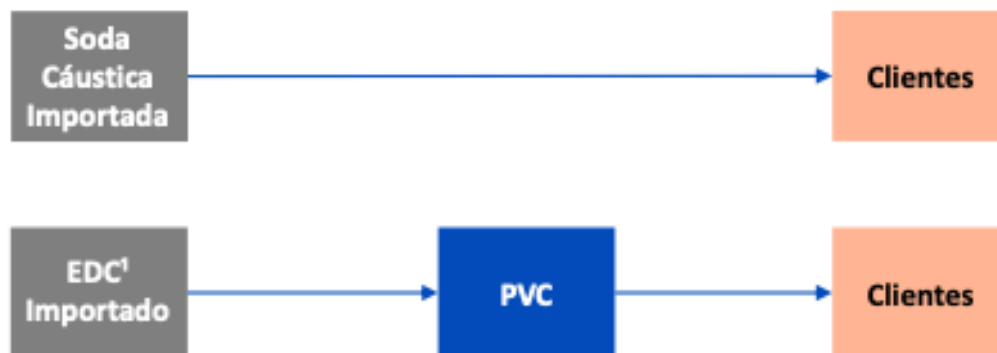 Soda
Cáustica
Importada
Clientes
EDC¹
Importado
PVC
Clientes